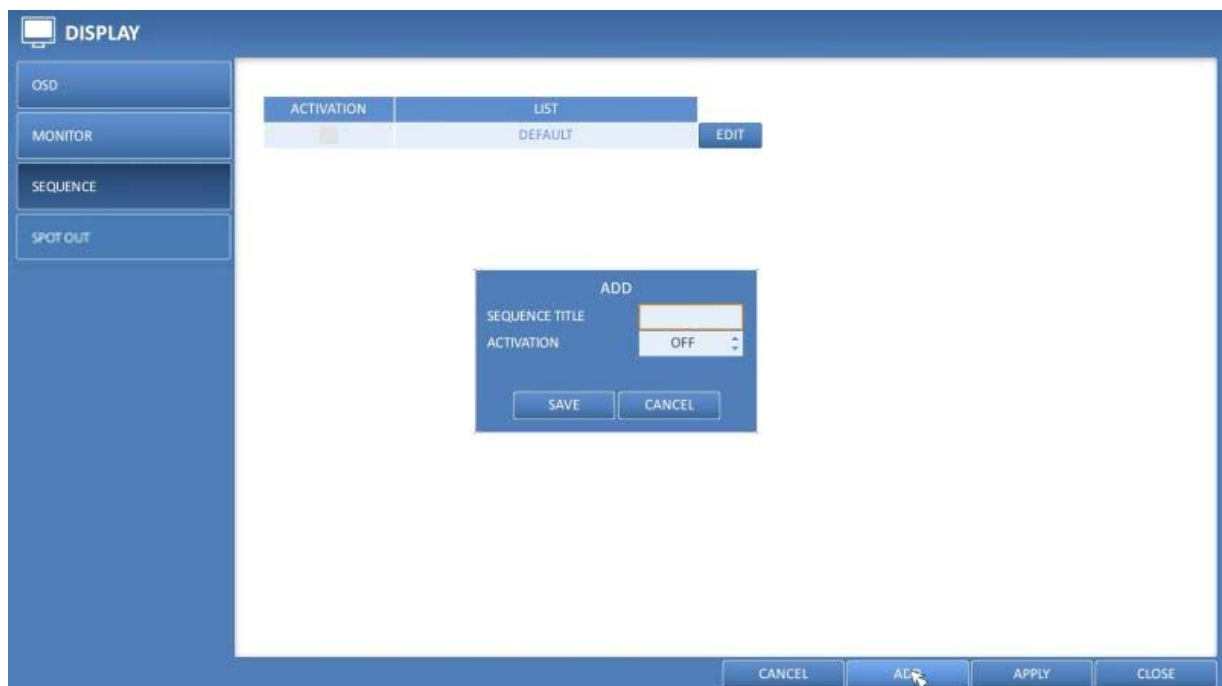 DISPLAY
OSD
MONITOR
SEQUENCE
SPOT OUT
ACTIVATION LIST
DEFAULT EDIT
ADD
SEQUENCE TITLE
ACTIVATION OFF
SAVE CANCEL
CANCEL ADD APPLY CLOSE